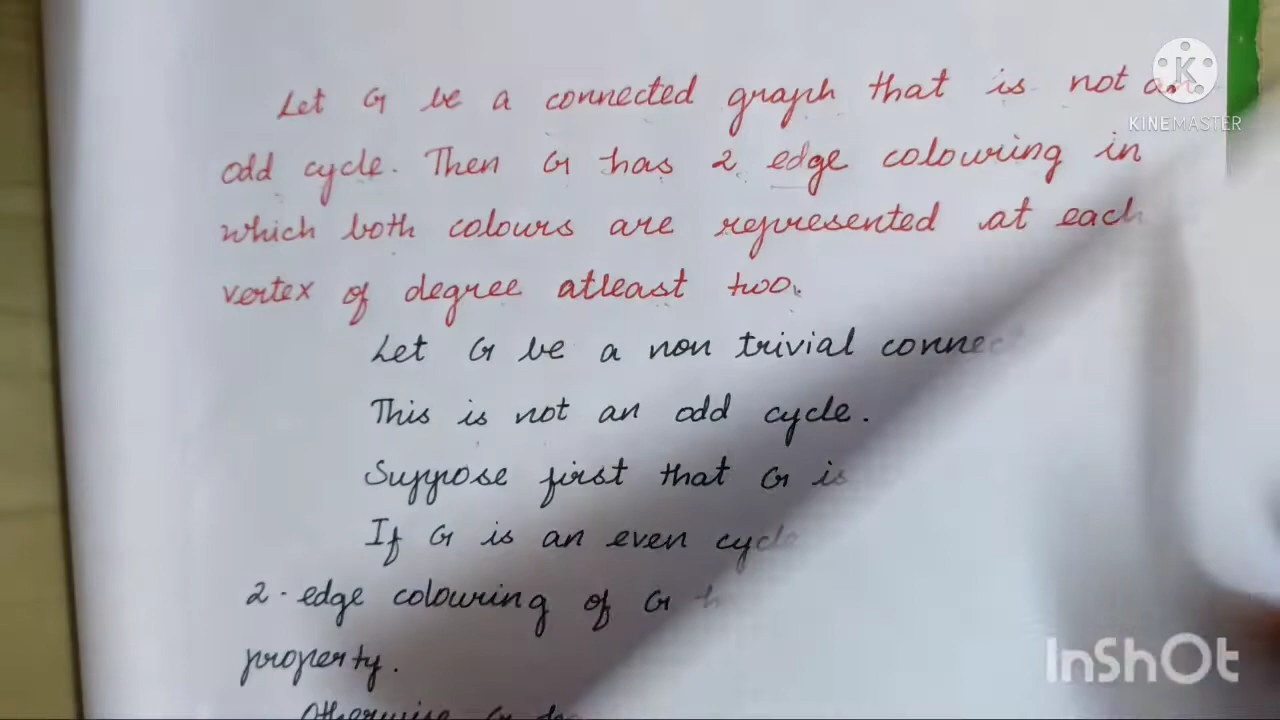 Let G be a connected graph that is not an
odd cycle. Then G has 2 edge colouring in
which both colours are represented at each
vertex of degree atleast two.
Let G be a non trivial
This is not an odd cycle.
Suppose first that G is
If G is an even cycle
2-edge colouring of G
property.
Otherwise G
KINEMASTER
InShOt